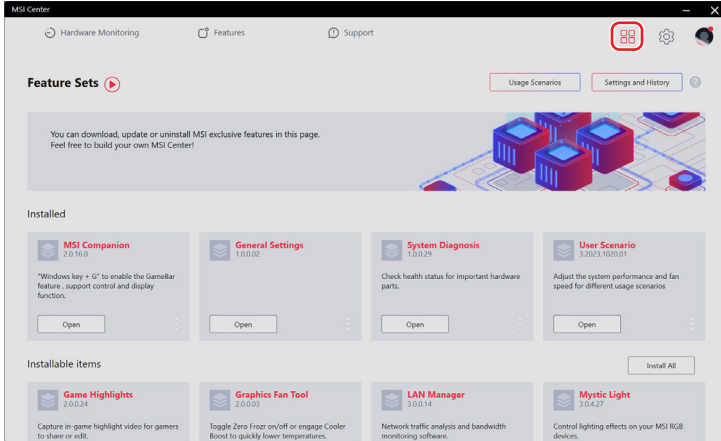 MSI Center
Hardware Monitoring
Features
Support
Feature Sets
Usage Scenarios
Settings and History
?
You can download, update or uninstall MSI exclusive features in this page.
Feel free to build your own MSI Center!
Installed
MSI Companion
2.0.16.0
"Windows key + G" to enable the GameBar
feature , support control and display
function.
Open
General Settings
1.0.0.02
Open
System Diagnosis
1.0.0.29
Check health status for important hardware
parts.
Open
User Scenario
3.2023.1020.01
Adjust the system performance and fan
speed for different usage scenarios
Open
Installable items
Install All
Game Highlights
2.0.0.24
Capture in-game highlight video for gamers
to share or edit.
Graphics Fan Tool
2.0.0.03
Toggle Zero Frozr on/off or engage Cooler
Boost to quickly lower temperatures.
LAN Manager
3.0.0.14
Network traffic analysis and bandwidth
monitoring software.
Mystic Light
3.0.4.27
Control lighting effects on your MSI RGB
devices.